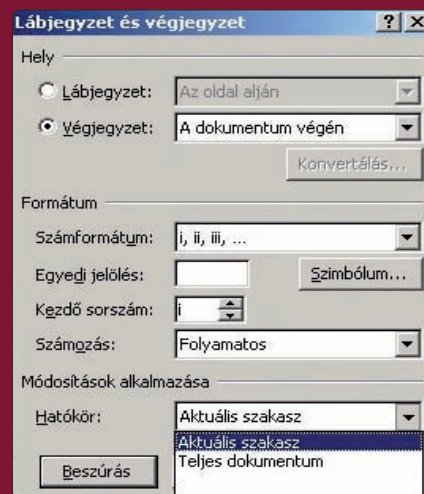 Lábjegyzet és végjegyzet
Hely
Lábjegyzet: Az oldal alján
Végjegyzet: A dokumentum végén
Konvertálás...
Formátum
Számformátum: i, ii, iii, ...
Egyedi jelölés: Szimbólum...
Kezdő sorszám: i
Számozás: Folyamatos
Módosítások alkalmazása
Hatókör: Aktuális szakasz
Aktuális szakasz
Teljes dokumentum
Beszúrás